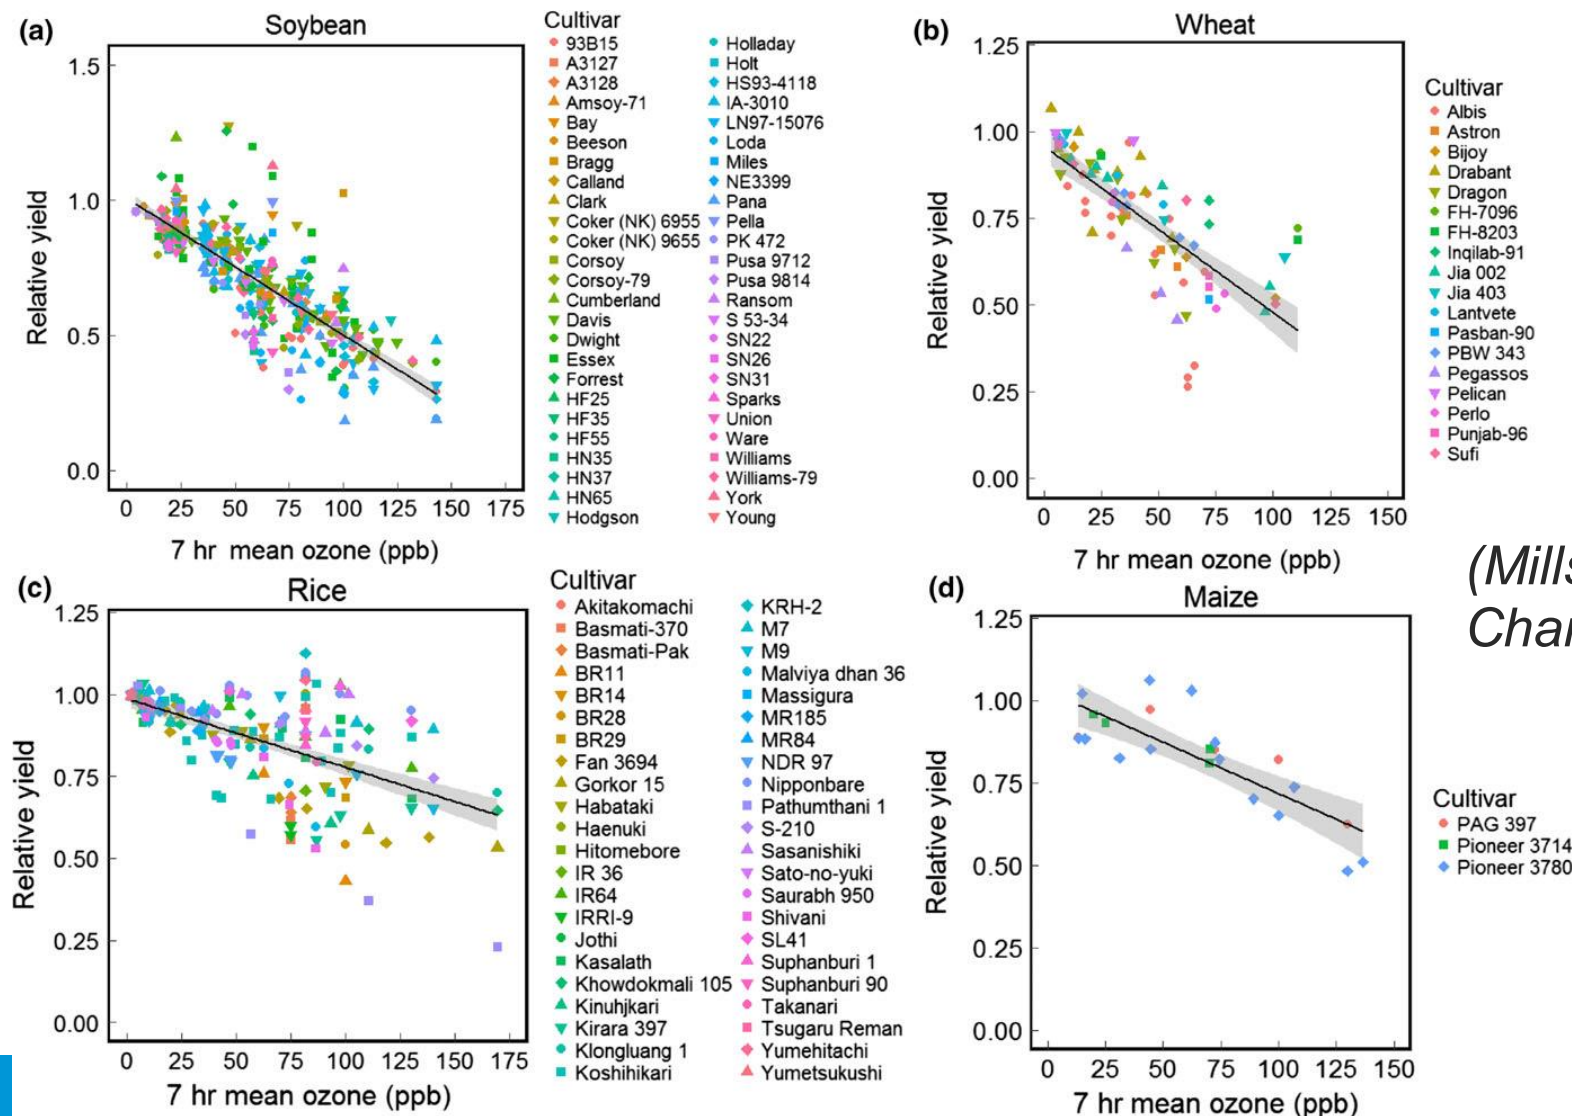 (a)
Soybean
Relative yield
1.5
1.0
0.5
0.0
0 25 50 75 100 125 150 175
7 hr mean ozone (ppb)
Cultivar
93B15
A3127
A3128
Amsoy-71
Bay
Beeson
Bragg
Calland
Clark
Coker (NK) 6955
Coker (NK) 9655
Corsoy
Corsoy-79
Cumberland
Davis
Dwight
Essex
Forrest
HF25
HF35
HF55
HN35
HN37
HN65
Hodgson
Holladay
Holt
HS93-4118
IA-3010
LN97-15076
Loda
Miles
NE3399
Pana
Pella
PK 472
Pusa 9712
Pusa 9814
Ransom
S 53-34
SN22
SN26
SN31
Sparks
Union
Ware
Williams
Williams-79
York
Young
(b)
Wheat
Relative yield
1.25
1.00
0.75
0.50
0.25
0.00
0 25 50 75 100 125 150
7 hr mean ozone (ppb)
Cultivar
Albis
Astron
Bijoy
Drabant
Dragon
FH-7096
FH-8203
Inqilab-91
Jia 002
Jia 403
Lantvete
Pasban-90
PBW 343
Pegassos
Pelican
Perlo
Punjab-96
Sufi
(Mills
Char
(c)
Rice
Relative yield
1.25
1.00
0.75
0.50
0.25
0.00
0 25 50 75 100 125 150 175
7 hr mean ozone (ppb)
Cultivar
Akitakomachi
Basmati-370
Basmati-Pak
BR11
BR14
BR28
BR29
Fan 3694
Gorkor 15
Habataki
Haenuki
Hitomebore
IR 36
IR64
IRRI-9
Jothi
Kasalath
Khowdokmali 105
Kinuhjkari
Kirara 397
Klongluang 1
Koshihikari
KRH-2
M7
M9
Malviya dhan 36
Massigura
MR185
MR84
NDR 97
Nipponbare
Pathumthani 1
S-210
Sasanishiki
Sato-no-yuki
Saurabh 950
Shivani
SL41
Suphanburi 1
Suphanburi 90
Takanari
Tsugaru Reman
Yumehitachi
Yumetsukushi
(d)
Maize
Relative yield
1.25
1.00
0.75
0.50
0.25
0.00
0 25 50 75 100 125 150
7 hr mean ozone (ppb)
Cultivar
PAG 397
Pioneer 3714
Pioneer 3780